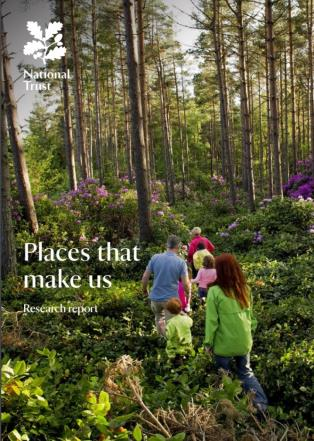 National
Trust
Places that
make us
Research report